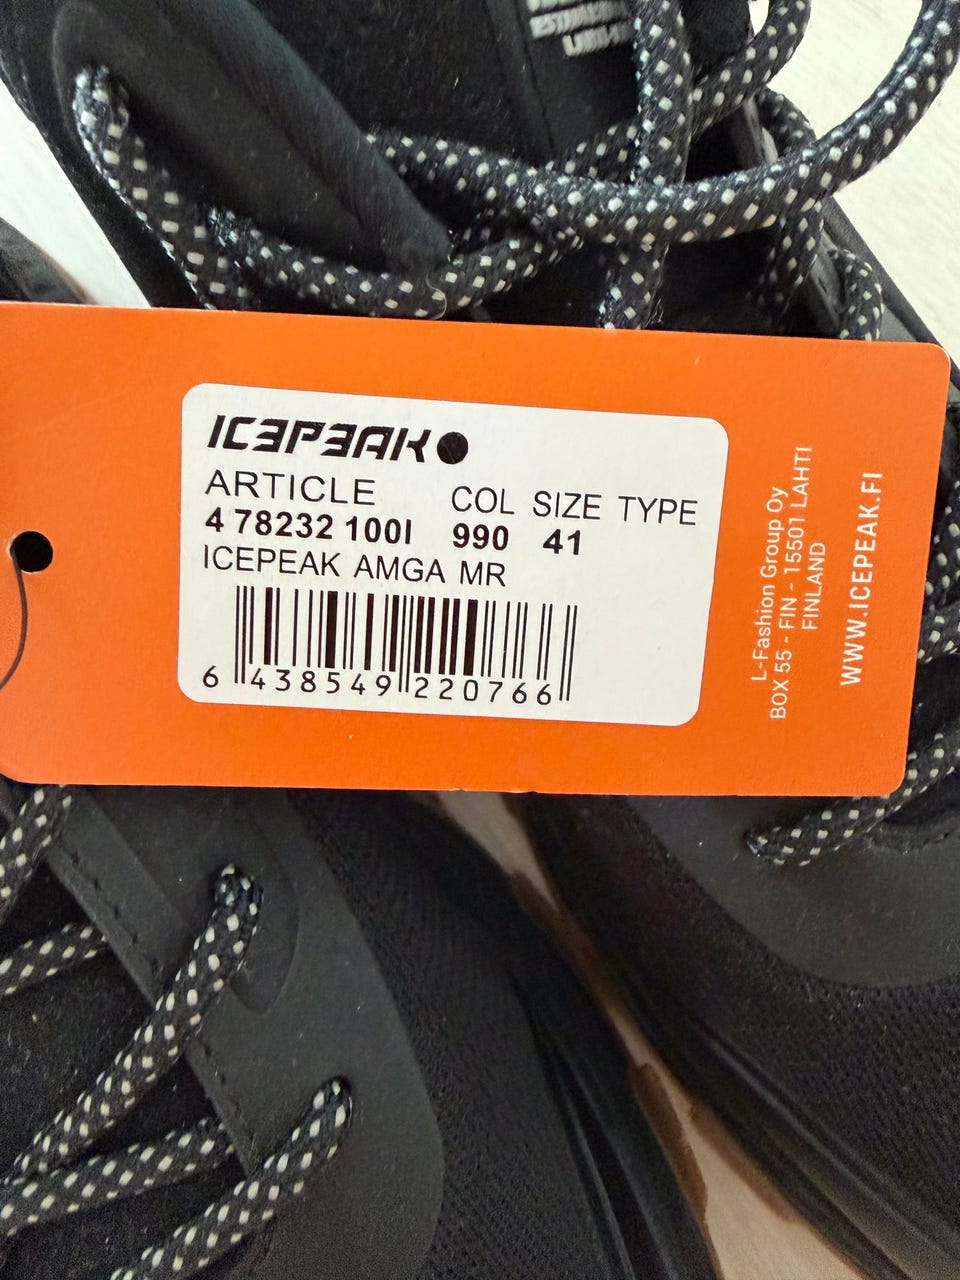 ICEPEAK
ARTICLE COL SIZE TYPE
4 78232 100I 990 41
ICEPEAK AMGA MR
6 438549 220766
L-Fashion Group Oy
BOX 55 - FIN - 15501 LAHTI
FINLAND
WWW.ICEPEAK.FI